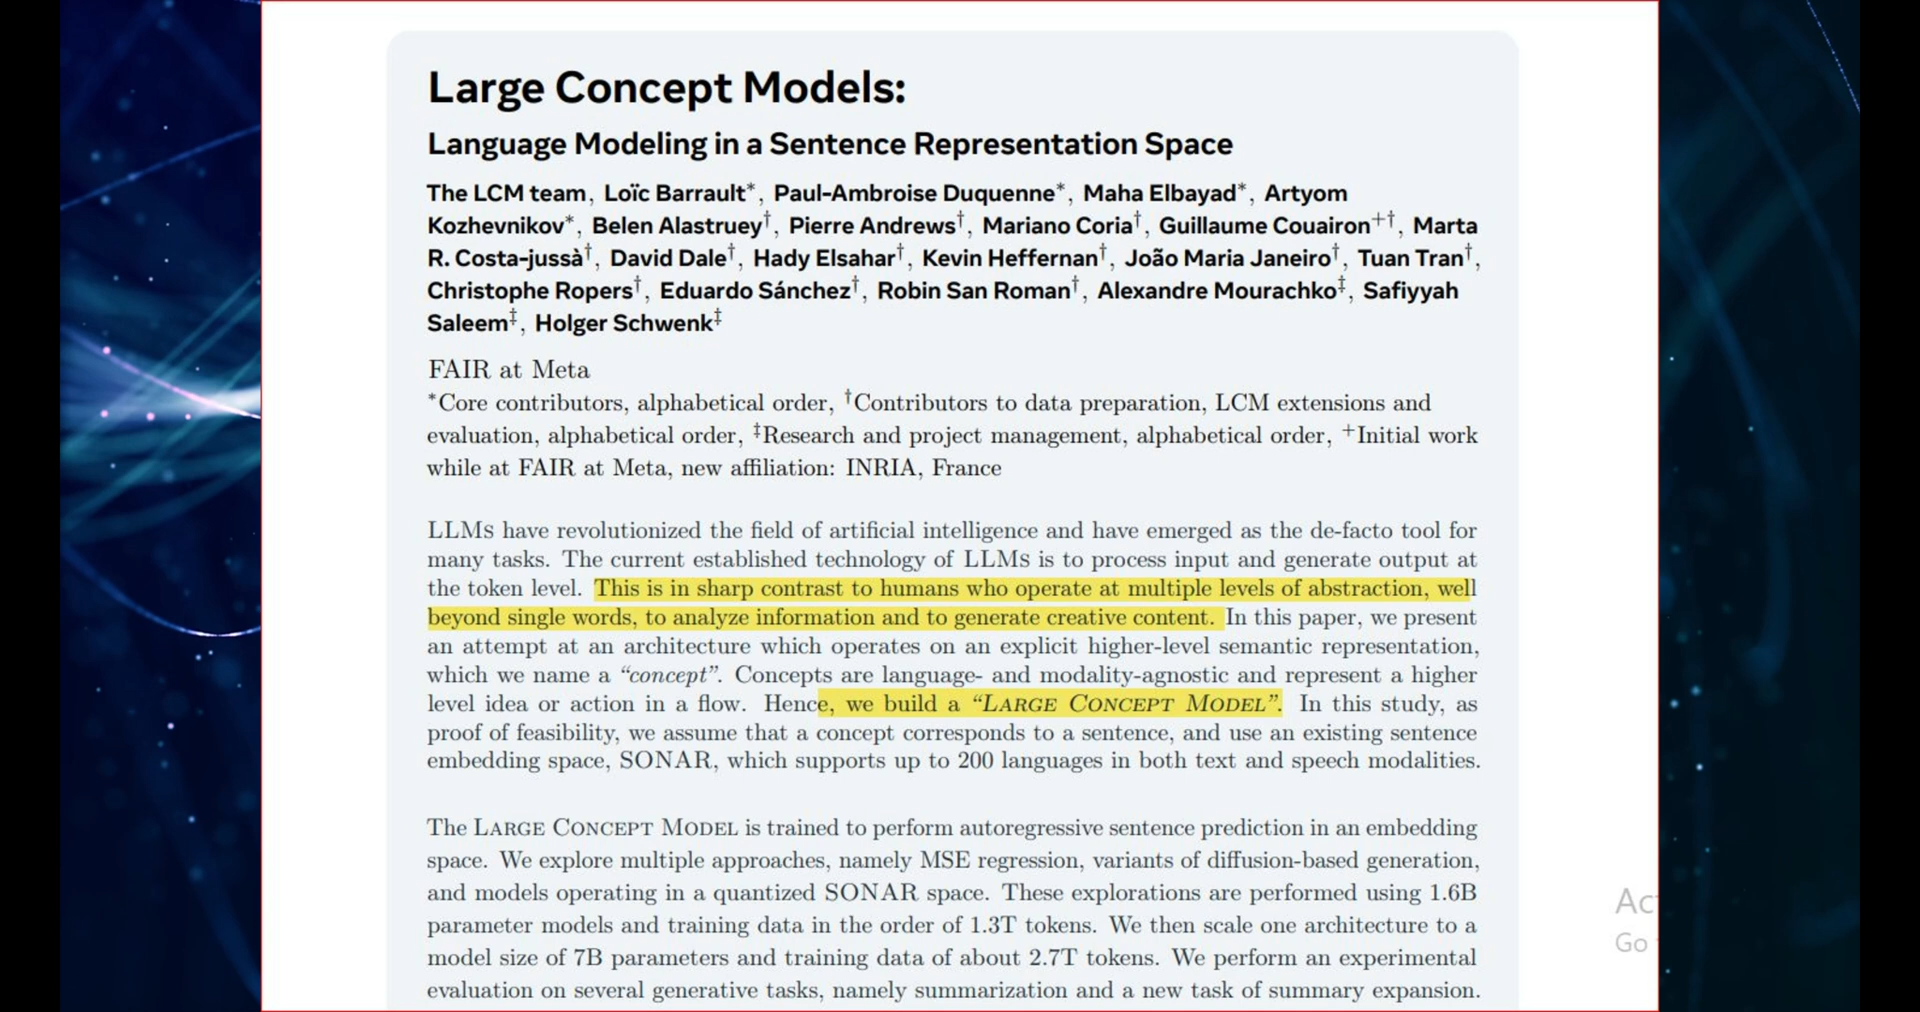 Large Concept Models:
Language Modeling in a Sentence Representation Space
The LCM team, Loïc Barrault*, Paul-Ambroise Duquenne*, Maha Elbayad*, Artyom
Kozhevnikov*, Belen Alastruey†, Pierre Andrews†, Mariano Coria†, Guillaume Couairon+†, Marta
R. Costa-jussà†, David Dale†, Hady Elsahar†, Kevin Heffernan†, João Maria Janeiro†, Tuan Tran†,
Christophe Ropers†, Eduardo Sánchez†, Robin San Roman†, Alexandre Mourachko‡, Safiyyah
Saleem‡, Holger Schwenk‡
FAIR at Meta
*Core contributors, alphabetical order, †Contributors to data preparation, LCM extensions and
evaluation, alphabetical order, ‡Research and project management, alphabetical order, +Initial work
while at FAIR at Meta, new affiliation: INRIA, France
LLMs have revolutionized the field of artificial intelligence and have emerged as the de-facto tool for
many tasks. The current established technology of LLMs is to process input and generate output at
the token level. This is in sharp contrast to humans who operate at multiple levels of abstraction, well
beyond single words, to analyze information and to generate creative content. In this paper, we present
an attempt at an architecture which operates on an explicit higher-level semantic representation,
which we name a “concept”. Concepts are language- and modality-agnostic and represent a higher
level idea or action in a flow. Hence, we build a “LARGE CONCEPT MODEL”. In this study, as
proof of feasibility, we assume that a concept corresponds to a sentence, and use an existing sentence
embedding space, SONAR, which supports up to 200 languages in both text and speech modalities.
The LARGE CONCEPT MODEL is trained to perform autoregressive sentence prediction in an embedding
space. We explore multiple approaches, namely MSE regression, variants of diffusion-based generation,
and models operating in a quantized SONAR space. These explorations are performed using 1.6B
parameter models and training data in the order of 1.3T tokens. We then scale one architecture to a
model size of 7B parameters and training data of about 2.7T tokens. We perform an experimental
evaluation on several generative tasks, namely summarization and a new task of summary expansion.
Go